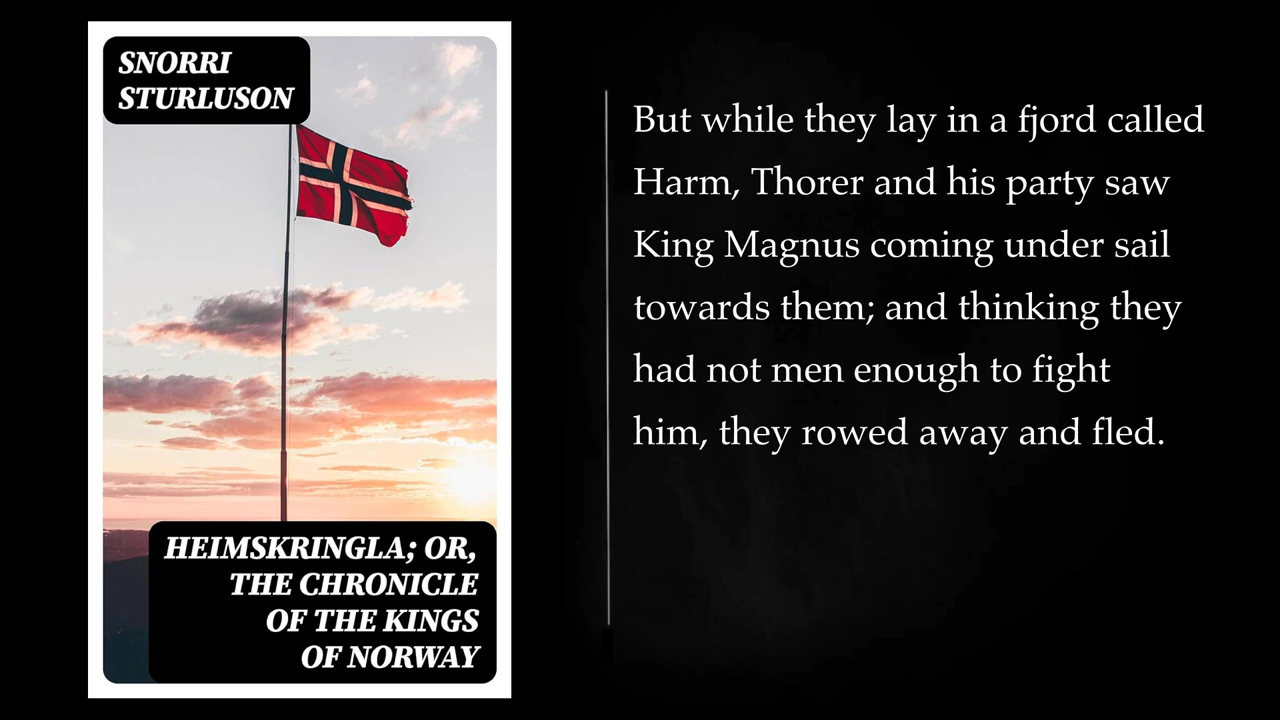 SNORRI
STURLUSON
HEIMSKRINGLA; OR,
THE CHRONICLE
OF THE KINGS
OF NORWAY
But while they lay in a fjord called
Harm, Thorer and his party saw
King Magnus coming under sail
towards them; and thinking they
had not men enough to fight
him, they rowed away and fled.